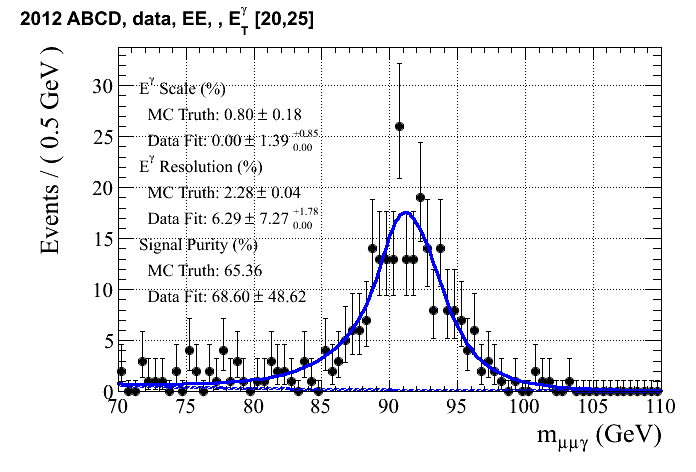 2012 ABCD, data, EE, , E_T^γ [20,25]
Events / ( 0.5 GeV )
30
25
20
15
10
5
0
E^γ Scale (%)
MC Truth: 0.80 ± 0.18
Data Fit: 0.00 ± 1.39 +0.85 0.00
E^γ Resolution (%)
MC Truth: 2.28 ± 0.04
Data Fit: 6.29 ± 7.27 +1.78 0.00
Signal Purity (%)
MC Truth: 65.36
Data Fit: 68.60 ± 48.62
70 75 80 85 90 95 100 105 110
m_μμγ (GeV)